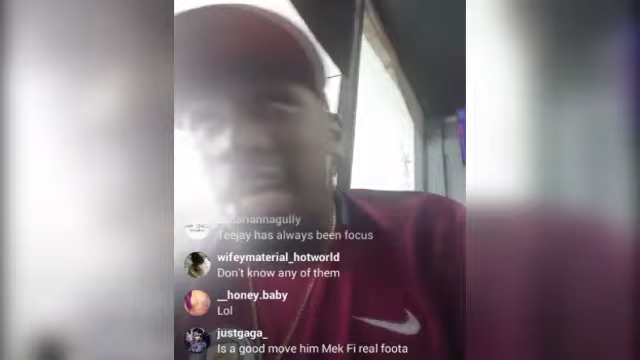 Teejay has always been focus
wifeymaterial_hotworld
Don't know any of them
__honey.baby
Lol
justgaga_
Is a good move him Mek Fi real foota